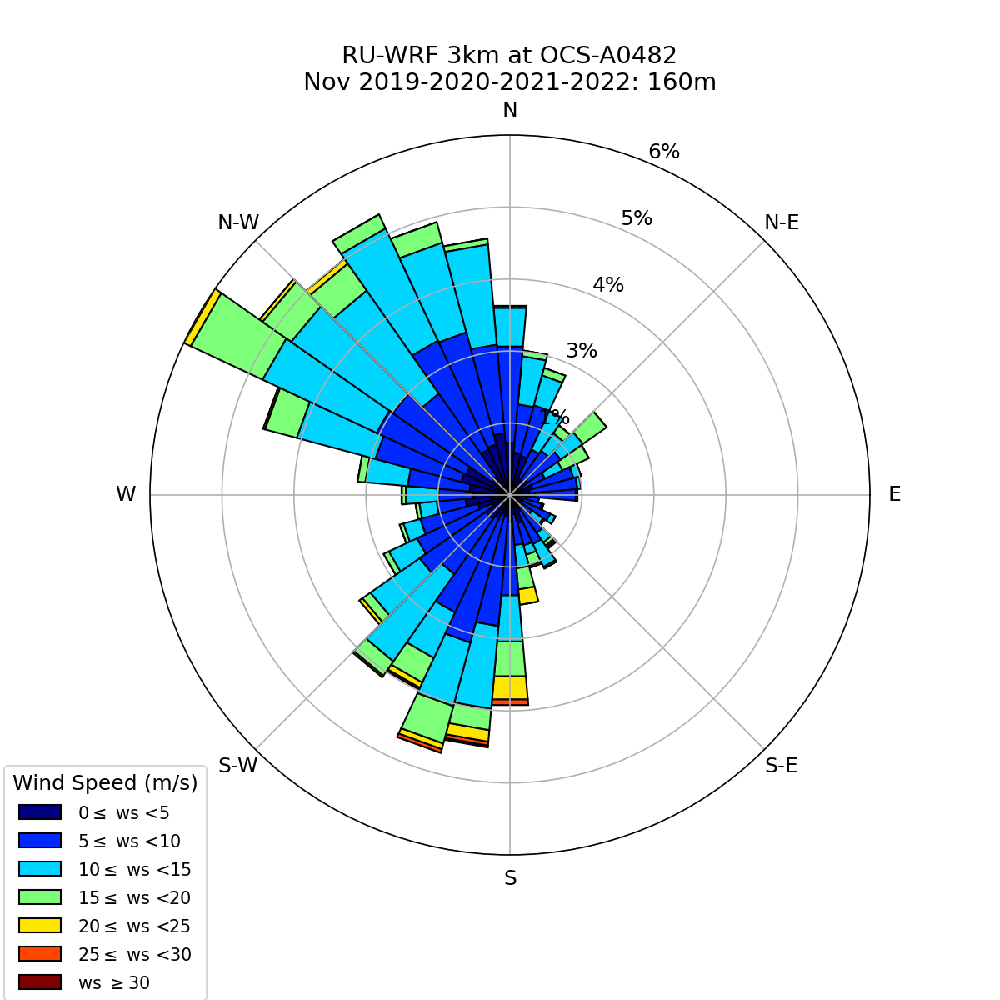 RU-WRF 3km at OCS-A0482
Nov 2019-2020-2021-2022: 160m
N
6%
N-W
5%
N-E
4%
3%
1%
W
E
S-W
S-E
S
Wind Speed (m/s)
0 ≤ ws <5
5 ≤ ws <10
10 ≤ ws <15
15 ≤ ws <20
20 ≤ ws <25
25 ≤ ws <30
ws ≥ 30